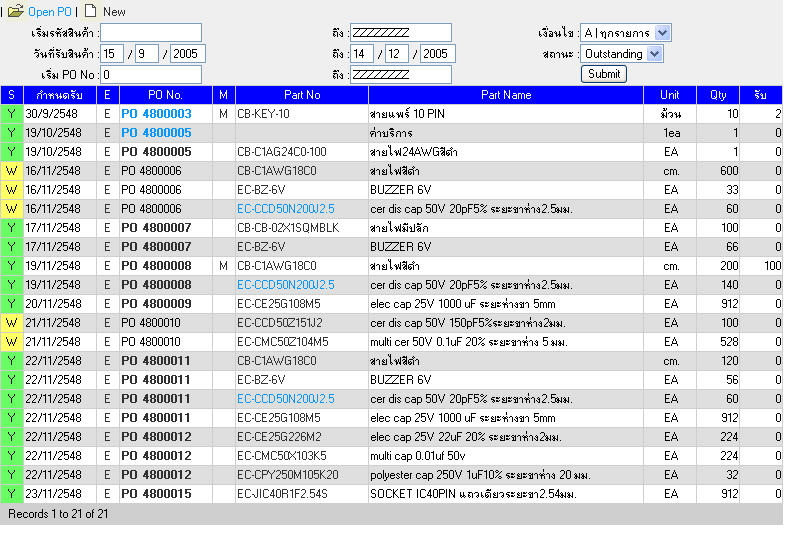 | Open PO | New
เริ่มรหัสสินค้า : ถึง : ZZZZZZZZZ เงื่อนไข : A | ทุกรายการ
วันที่รับสินค้า : 15 / 9 / 2005 ถึง : 14 / 12 / 2005 สถานะ : Outstanding
เริ่ม PO No : 0 ถึง : ZZZZZZZZZ Submit
S กำหนดรับ E PO No. M Part No Part Name Unit Qty รับ
Y 30/9/2548 E PO 4800003 M CB-KEY-10 สายแพร์ 10 PIN ม้วน 10 2
Y 19/10/2548 E PO 4800005 ค่าบริการ 1ea 1 0
Y 19/10/2548 E PO 4800005 CB-C1AG24C0-100 สายไฟ24AWGสีดำ EA 1 0
W 16/11/2548 E PO 4800006 CB-C1AWG18C0 สายไฟสีดำ cm. 600 0
W 16/11/2548 E PO 4800006 EC-BZ-6V BUZZER 6V EA 33 0
W 16/11/2548 E PO 4800006 EC-CCD50N200J2.5 cer dis cap 50V 20pF5% ระยะขาห่าง2.5มม. EA 60 0
Y 17/11/2548 E PO 4800007 CB-CB-02X1SQMBLK สายไฟมีปลัก EA 100 0
Y 17/11/2548 E PO 4800007 EC-BZ-6V BUZZER 6V EA 66 0
Y 19/11/2548 E PO 4800008 M CB-C1AWG18C0 สายไฟสีดำ cm. 200 100
Y 19/11/2548 E PO 4800008 EC-CCD50N200J2.5 cer dis cap 50V 20pF5% ระยะขาห่าง2.5มม. EA 140 0
Y 20/11/2548 E PO 4800009 EC-CE25G108M5 elec cap 25V 1000 uF ระยะห่างขา 5mm EA 912 0
W 21/11/2548 E PO 4800010 EC-CCD50Z151J2 cer dis cap 50V 150pF5%ระยะขาห่าง2มม. EA 100 0
W 21/11/2548 E PO 4800010 EC-CMC50Z104M5 multi cer 50V 0.1uF 20% ระยะขาห่าง 5 มม. EA 528 0
Y 22/11/2548 E PO 4800011 CB-C1AWG18C0 สายไฟสีดำ cm. 120 0
Y 22/11/2548 E PO 4800011 EC-BZ-6V BUZZER 6V EA 56 0
Y 22/11/2548 E PO 4800011 EC-CCD50N200J2.5 cer dis cap 50V 20pF5% ระยะขาห่าง2.5มม. EA 60 0
Y 22/11/2548 E PO 4800011 EC-CE25G108M5 elec cap 25V 1000 uF ระยะห่างขา 5mm EA 912 0
Y 22/11/2548 E PO 4800012 EC-CE25G226M2 elec cap 25V 22uF 20% ระยะขาห่าง2มม. EA 224 0
Y 22/11/2548 E PO 4800012 EC-CMC50X103K5 multi cap 0.01uf 50v EA 224 0
Y 22/11/2548 E PO 4800012 EC-CPY250M105K20 polyester cap 250V 1uF10% ระยะขาห่าง 20 มม. EA 32 0
Y 23/11/2548 E PO 4800015 EC-JIC40R1F2.54S SOCKET IC40PIN แถวเดียวระยะขา2.54มม. EA 912 0
Records 1 to 21 of 21